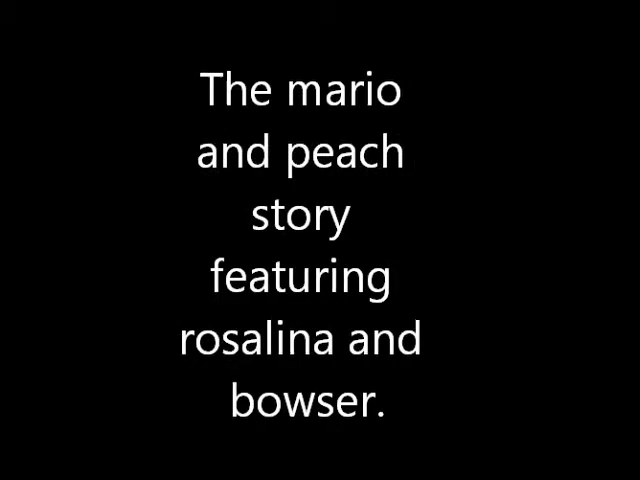 The mario
and peach
story
featuring
rosalina and
bowser.